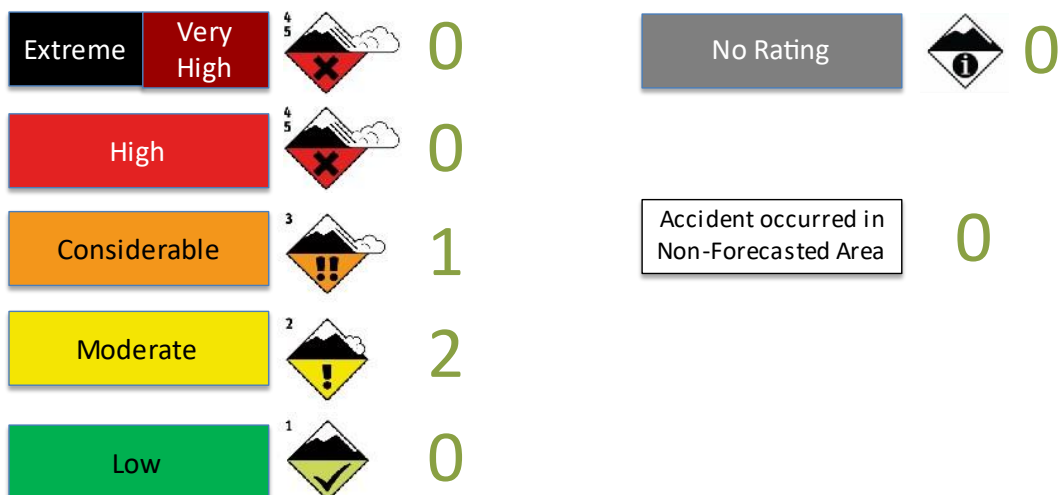 Extreme
Very
High
4
5
0
No Rating
i
0
High
4
5
0
Considerable
3
!!
1
Accident occurred in
Non-Forecasted Area
0
Moderate
2
!
2
Low
1
0